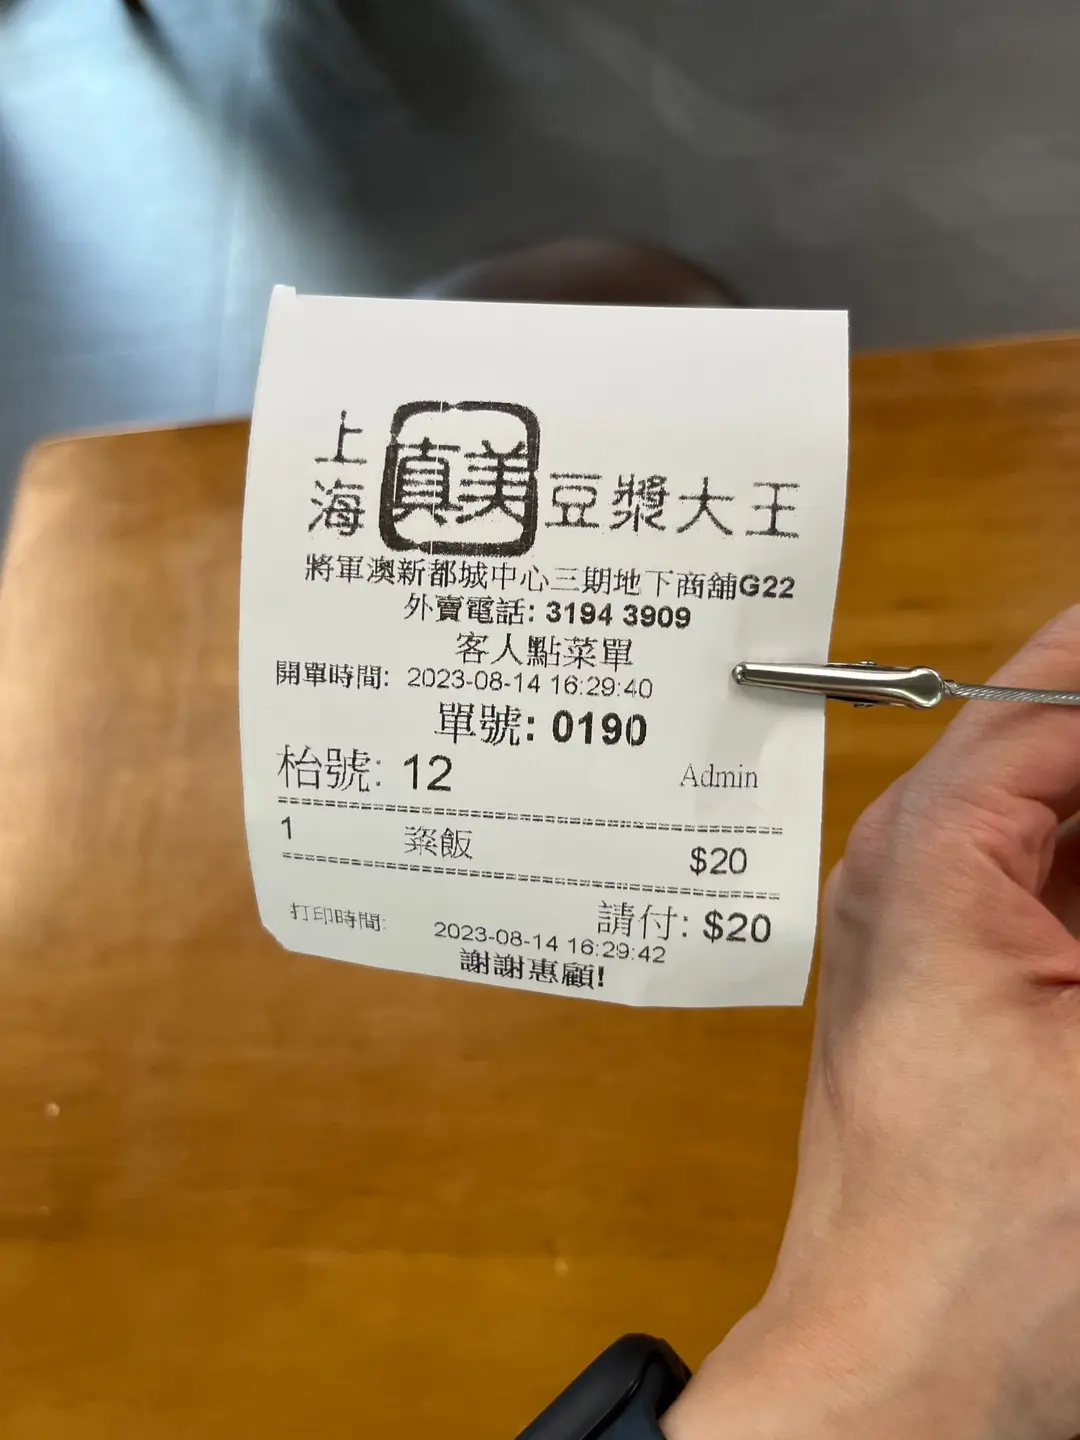 上海真美豆漿大王
將軍澳新都城中心三期地下商舖G22
外賣電話: 3194 3909
客人點菜單
開單時間: 2023-08-14 16:29:40
單號: 0190
枱號: 12 Admin
1 粢飯 $20
請付: $20
打印時間: 2023-08-14 16:29:42
謝謝惠顧!